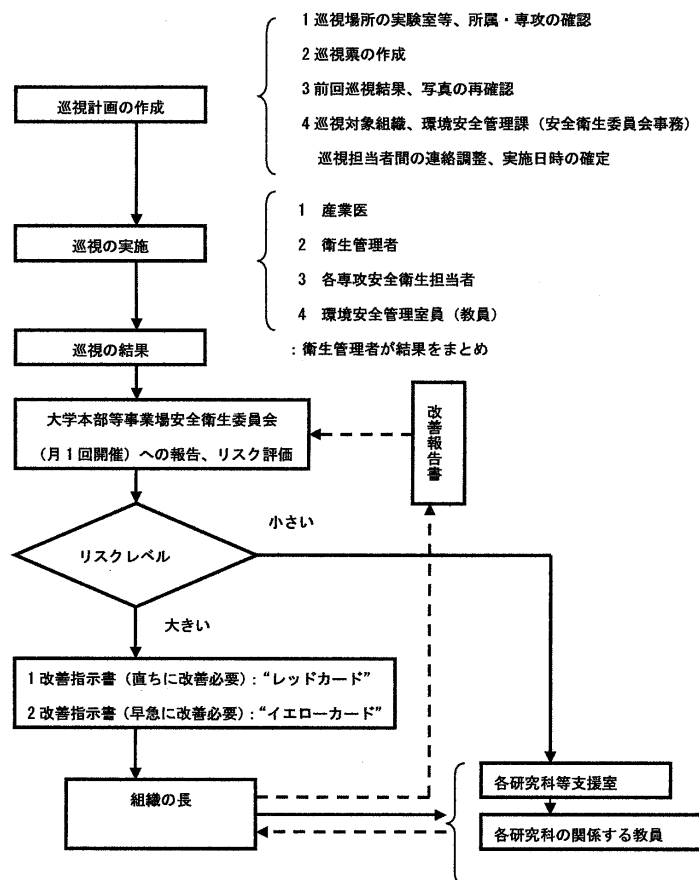 1 巡視場所の実験室等、所属・専攻の確認
2 巡視票の作成
巡視計画の作成
3 前回巡視結果、写真の再確認
4 巡視対象組織、環境安全管理課（安全衛生委員会事務）
巡視担当者間の連絡調整、実施日時の確定
1 産業医
巡視の実施
2 衛生管理者
3 各専攻安全衛生担当者
4 環境安全管理室員（教員）
巡視の結果
：衛生管理者が結果をまとめ
大学本部等事業場安全衛生委員会
（月１回開催）への報告、リスク評価
改善報告書
小さい
リスクレベル
大きい
1 改善指示書（直ちに改善必要）：“レッドカード”
2 改善指示書（早急に改善必要）：“イエローカード”
組織の長
各研究科等支援室
各研究科の関係する教員